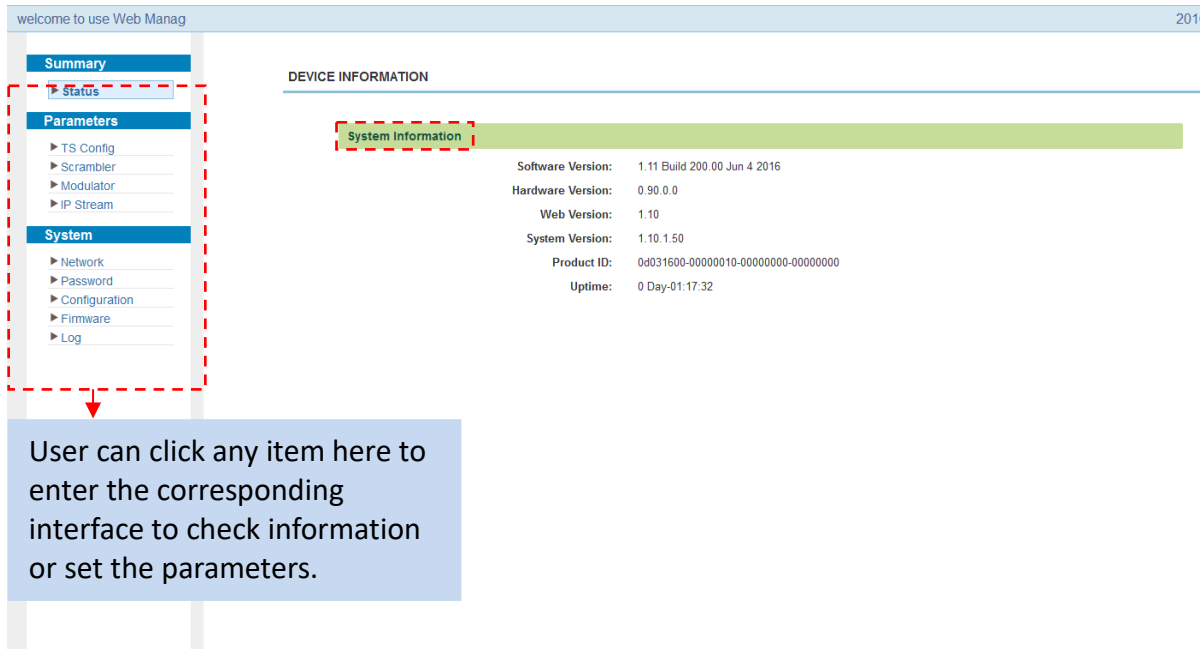 welcome to use Web Manag
201
Summary
Status
Parameters
TS Config
Scrambler
Modulator
IP Stream
System
Network
Password
Configuration
Firmware
Log
DEVICE INFORMATION
System Information
Software Version: 1.11 Build 200.00 Jun 4 2016
Hardware Version: 0.90.0.0
Web Version: 1.10
System Version: 1.10.1.50
Product ID: 0d031600-00000010-00000000-00000000
Uptime: 0 Day-01:17:32
User can click any item here to
enter the corresponding
interface to check information
or set the parameters.